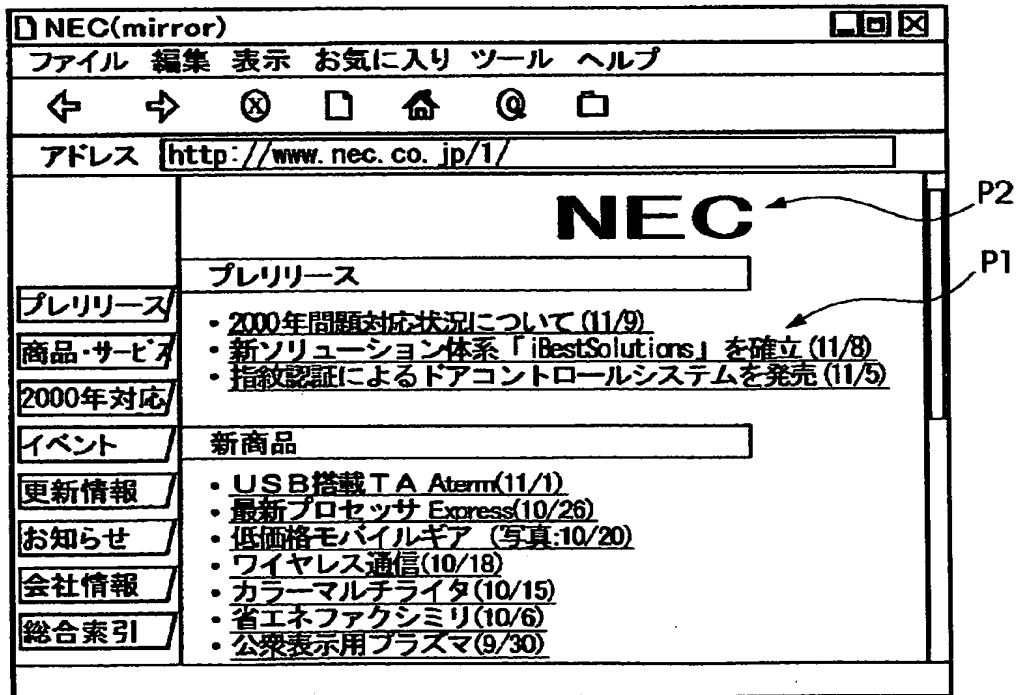 NEC(mirror)
ファイル 編集 表示 お気に入り ツール ヘルプ
アドレス http://www.nec.co.jp/1/
NEC
P2
P1
プレリリース
・2000年問題対応状況について(11/9)
・新ソリューション体系「iBestSolutions」を確立(11/8)
・指紋認証によるドアコントロールシステムを発売(11/5)
新商品
・USB搭載TA Aterm(11/1)
・最新プロセッサ Express(10/26)
・低価格モバイルギア (写真:10/20)
・ワイヤレス通信(10/18)
・カラーマルチライタ(10/15)
・省エネファクシミリ(10/6)
・公衆表示用プラズマ(9/30)
プレリリース
商品・サービス
2000年対応
イベント
更新情報
お知らせ
会社情報
総合索引